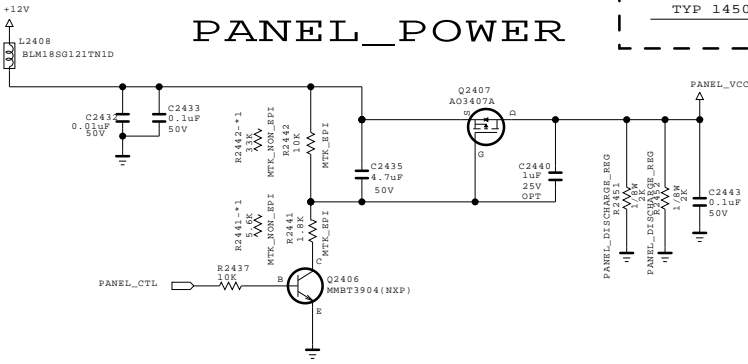 +12V
PANEL_POWER
TYP 1450
L2408
BLM18SG121TN1D
C2432
0.01uF
50V
C2433
0.1uF
50V
R2442-*1
33K
MTK_NON_EPI
R2442
10K
MTK_EPI
Q2407
AO3407A
S
D
G
PANEL_VCC
C2435
4.7uF
50V
C2440
1uF
25V
OPT
PANEL_DISCHARGE_REG
R2451
1/8W
2K
PANEL_DISCHARGE_REG
R2452
1/8W
2K
C2443
0.1uF
50V
R2441-*1
5.6K
MTK_NON_EPI
R2441
1.8K
MTK_EPI
PANEL_CTL
R2437
10K
B
C
E
Q2406
MMBT3904(NXP)